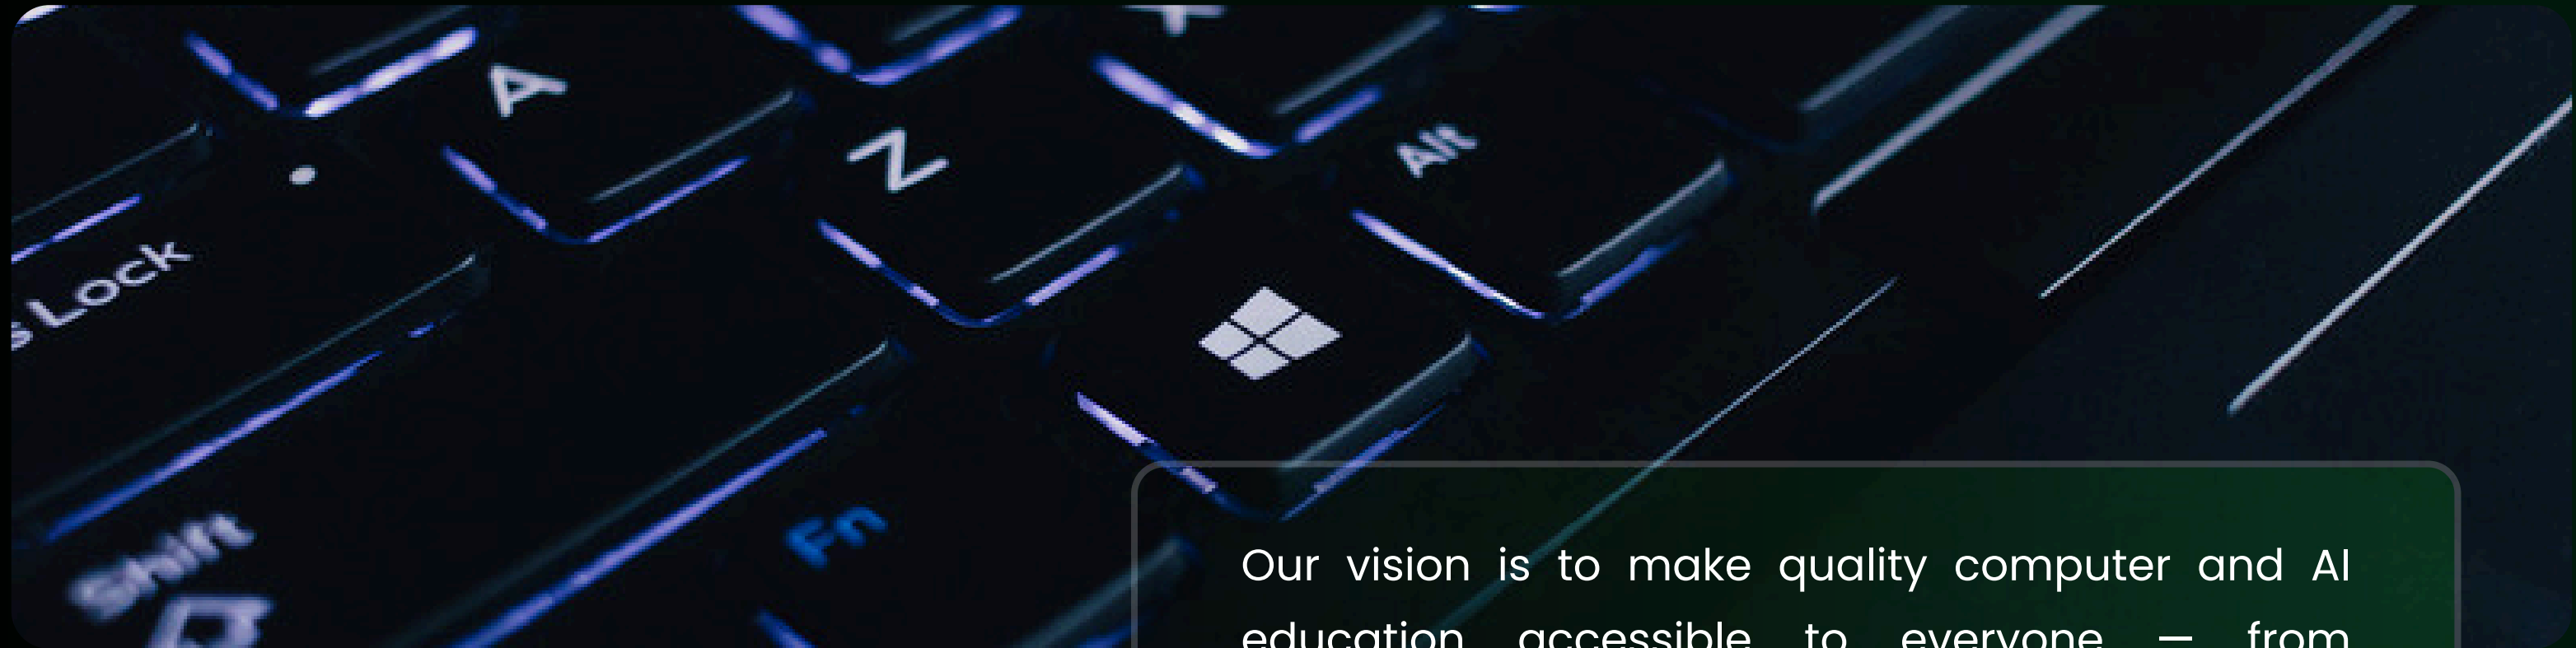 A
Z
Alt
s Lock
Shift
Fn
Our vision is to make quality computer and AI
education accessible to everyone — from